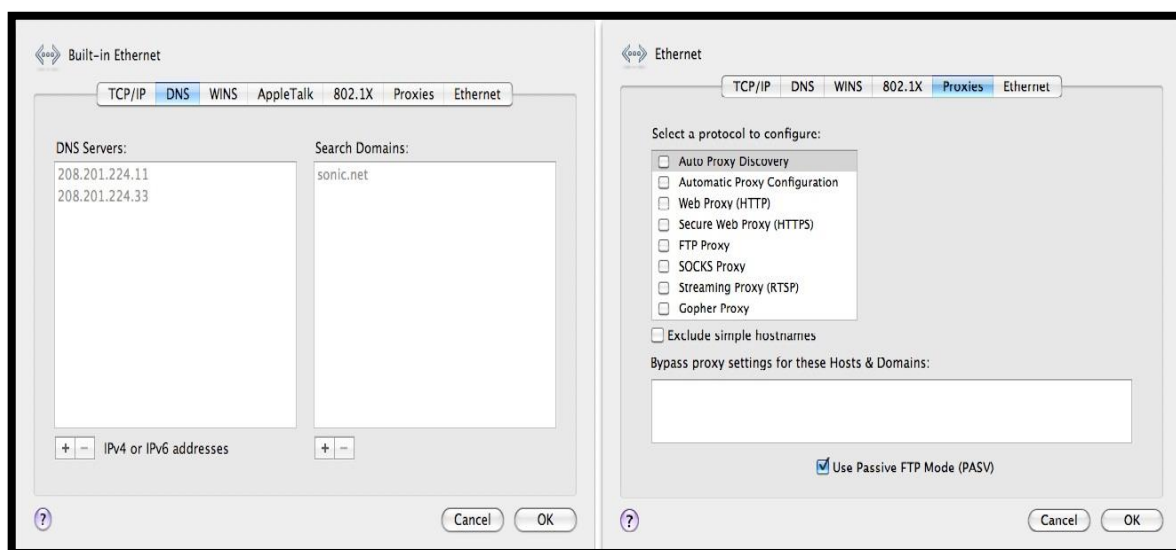 Built-in Ethernet
TCP/IP DNS WINS AppleTalk 802.1X Proxies Ethernet
DNS Servers:
208.201.224.11
208.201.224.33
Search Domains:
sonic.net
+ - IPv4 or IPv6 addresses
+ -
? Cancel OK
Ethernet
TCP/IP DNS WINS 802.1X Proxies Ethernet
Select a protocol to configure:
Auto Proxy Discovery
Automatic Proxy Configuration
Web Proxy (HTTP)
Secure Web Proxy (HTTPS)
FTP Proxy
SOCKS Proxy
Streaming Proxy (RTSP)
Gopher Proxy
Exclude simple hostnames
Bypass proxy settings for these Hosts & Domains:
Use Passive FTP Mode (PASV)
? Cancel OK